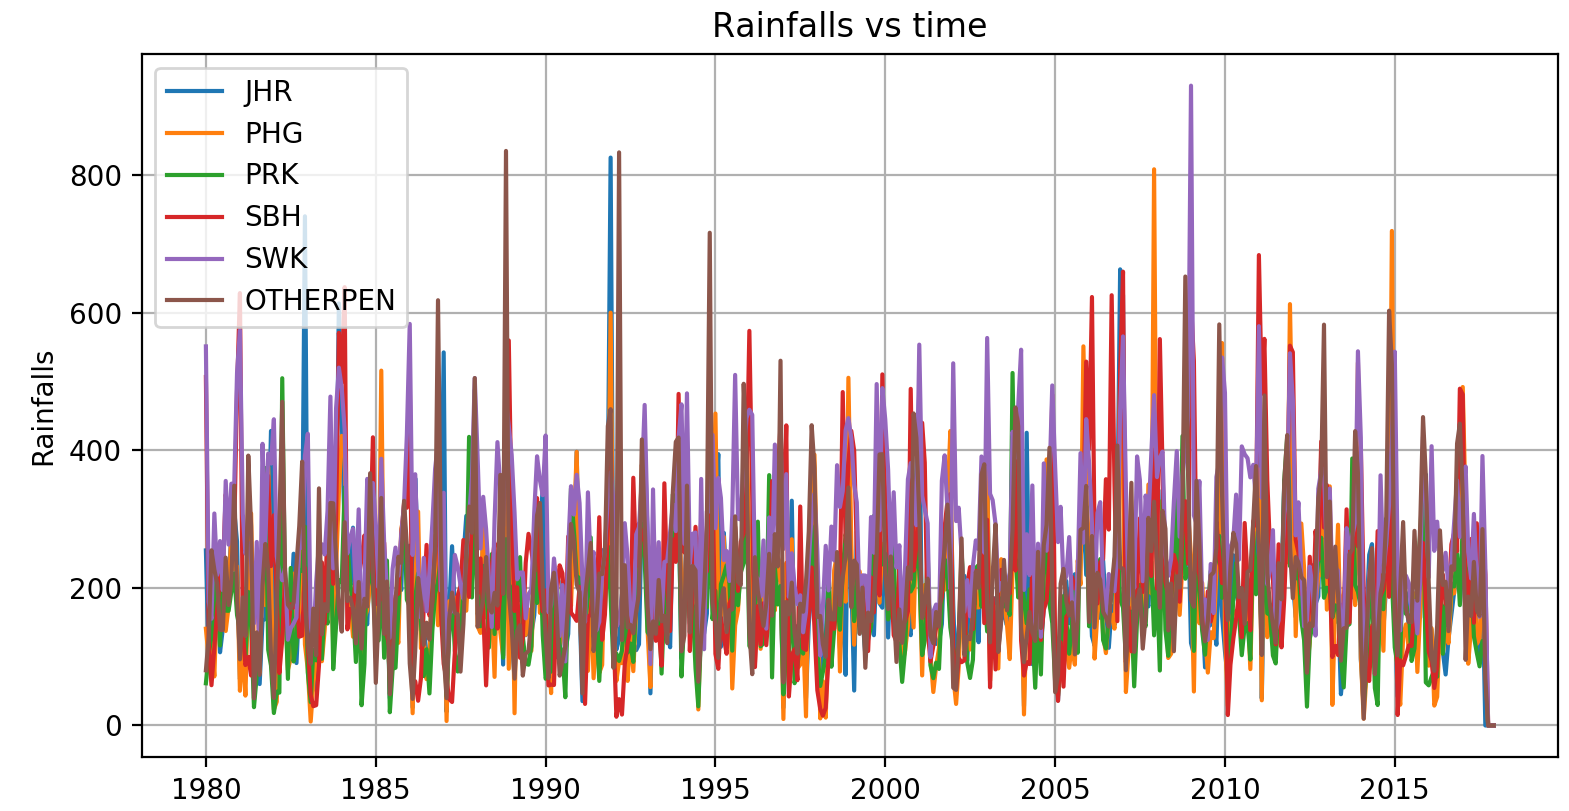 Rainfalls vs time
JHR
PHG
PRK
SBH
SWK
OTHERPEN
Rainfalls
800
600
400
200
0
1980 1985 1990 1995 2000 2005 2010 2015